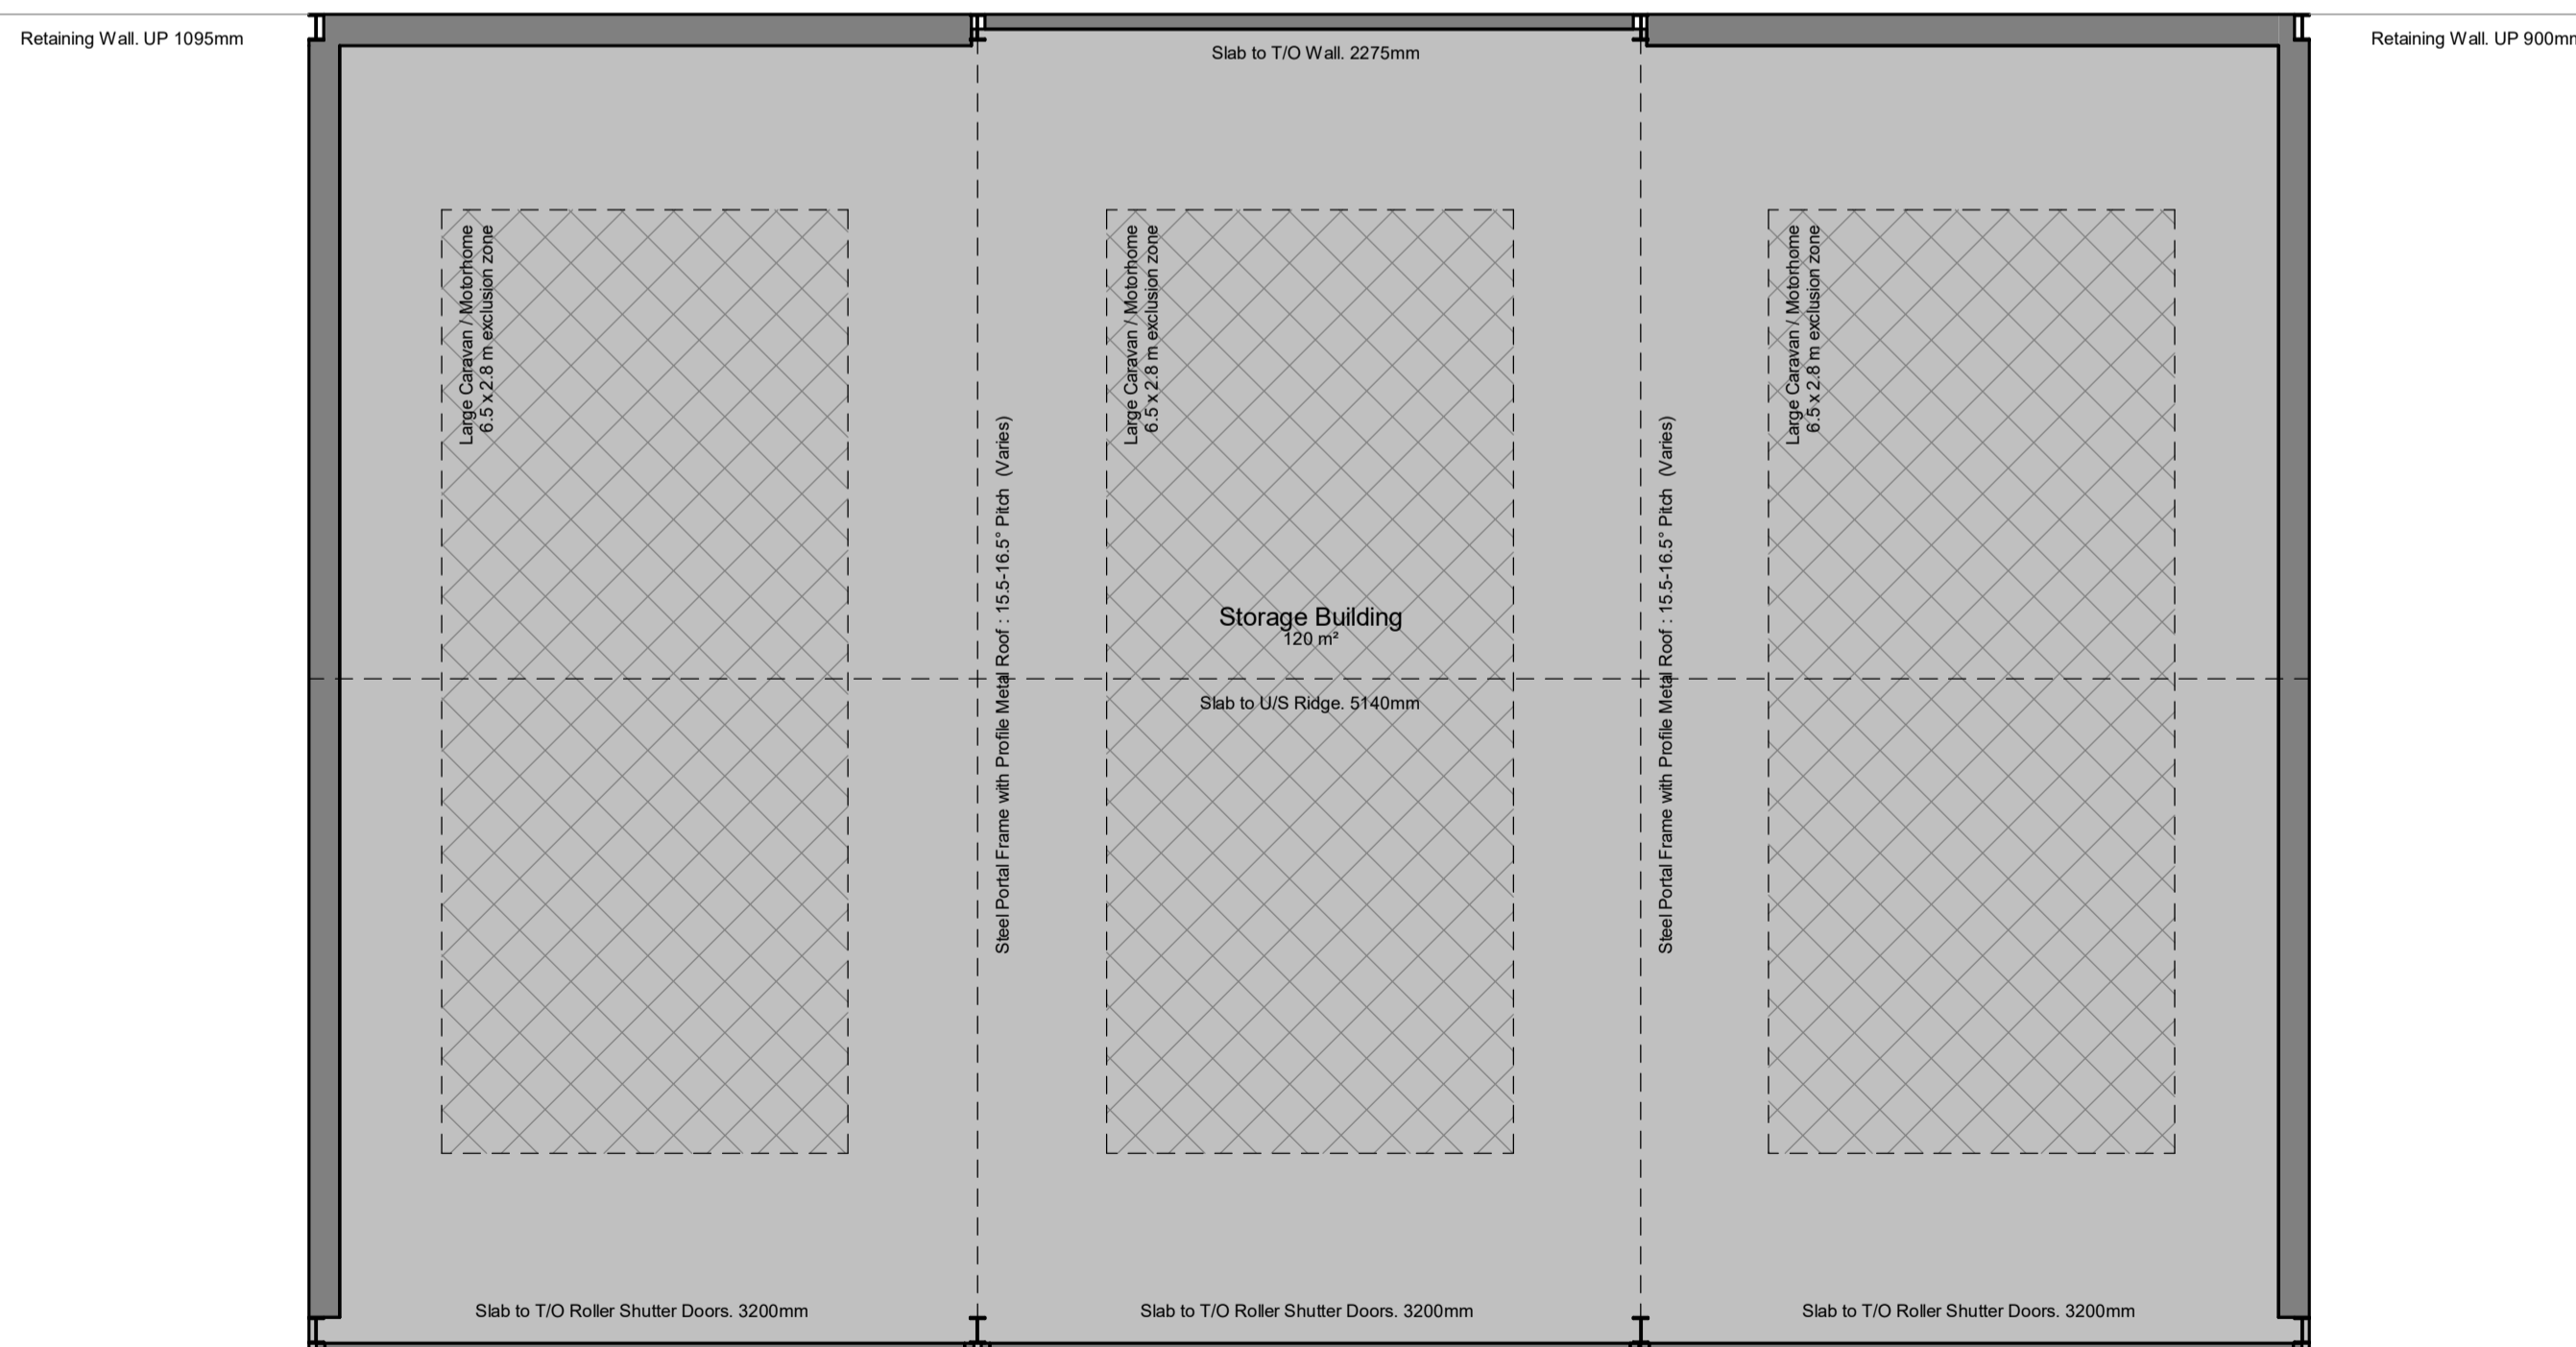 Retaining Wall. UP 1095mm
Retaining Wall. UP 900mm
Slab to T/O Wall. 2275mm
Large Caravan / Motorhome
6.5 x 2.8 m exclusion zone
Large Caravan / Motorhome
6.5 x 2.8 m exclusion zone
Large Caravan / Motorhome
6.5 x 2.8 m exclusion zone
Steel Portal Frame with Profile Metal Roof : 15.5-16.5° Pitch (Varies)
Steel Portal Frame with Profile Metal Roof : 15.5-16.5° Pitch (Varies)
Storage Building
120 m²
Slab to U/S Ridge. 5140mm
Slab to T/O Roller Shutter Doors. 3200mm
Slab to T/O Roller Shutter Doors. 3200mm
Slab to T/O Roller Shutter Doors. 3200mm